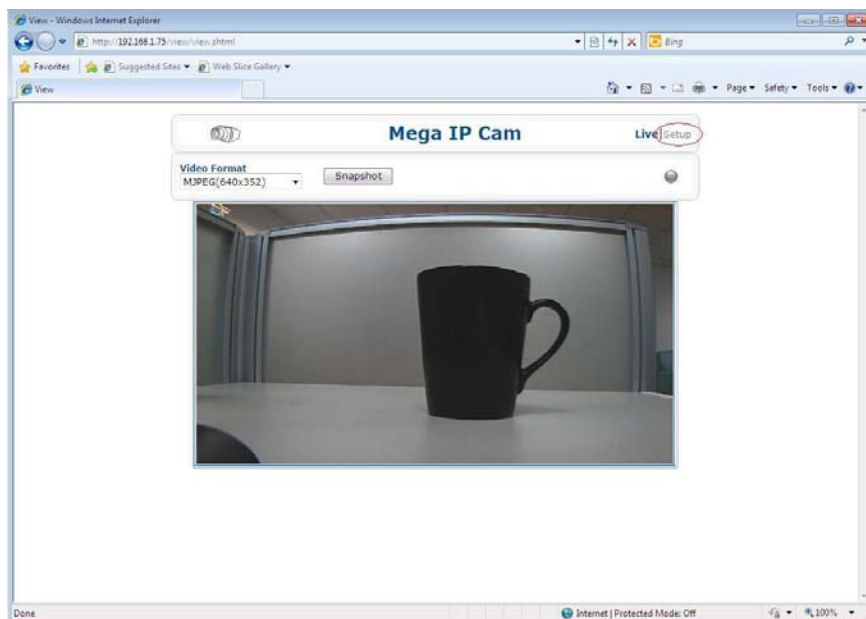 View - Windows Internet Explorer
http://192.168.1.75/view/view.shtml
Bing
Favorites
Suggested Sites
Web Slice Gallery
View
Page
Safety
Tools
Mega IP Cam
Live|Setup
Video Format
MJPEG(640x352)
Snapshot
Done
Internet | Protected Mode: Off
100%